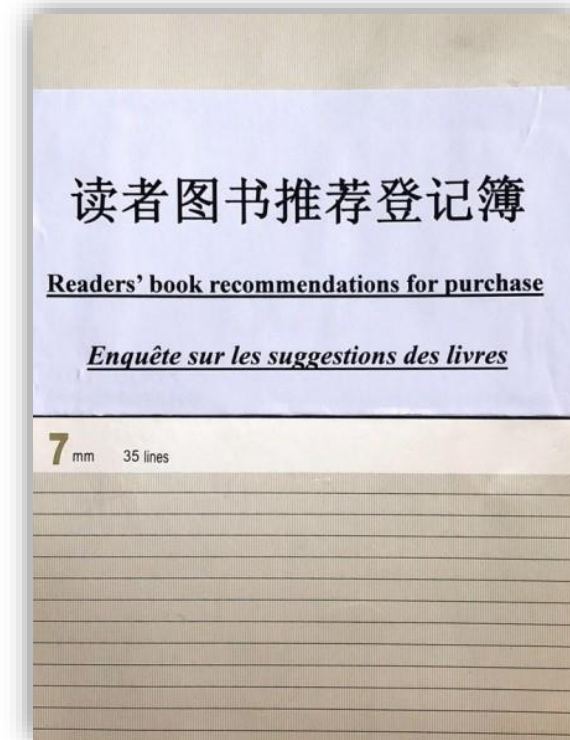 读者图书推荐登记簿
Readers' book recommendations for purchase
Enquête sur les suggestions des livres
7 mm 35 lines